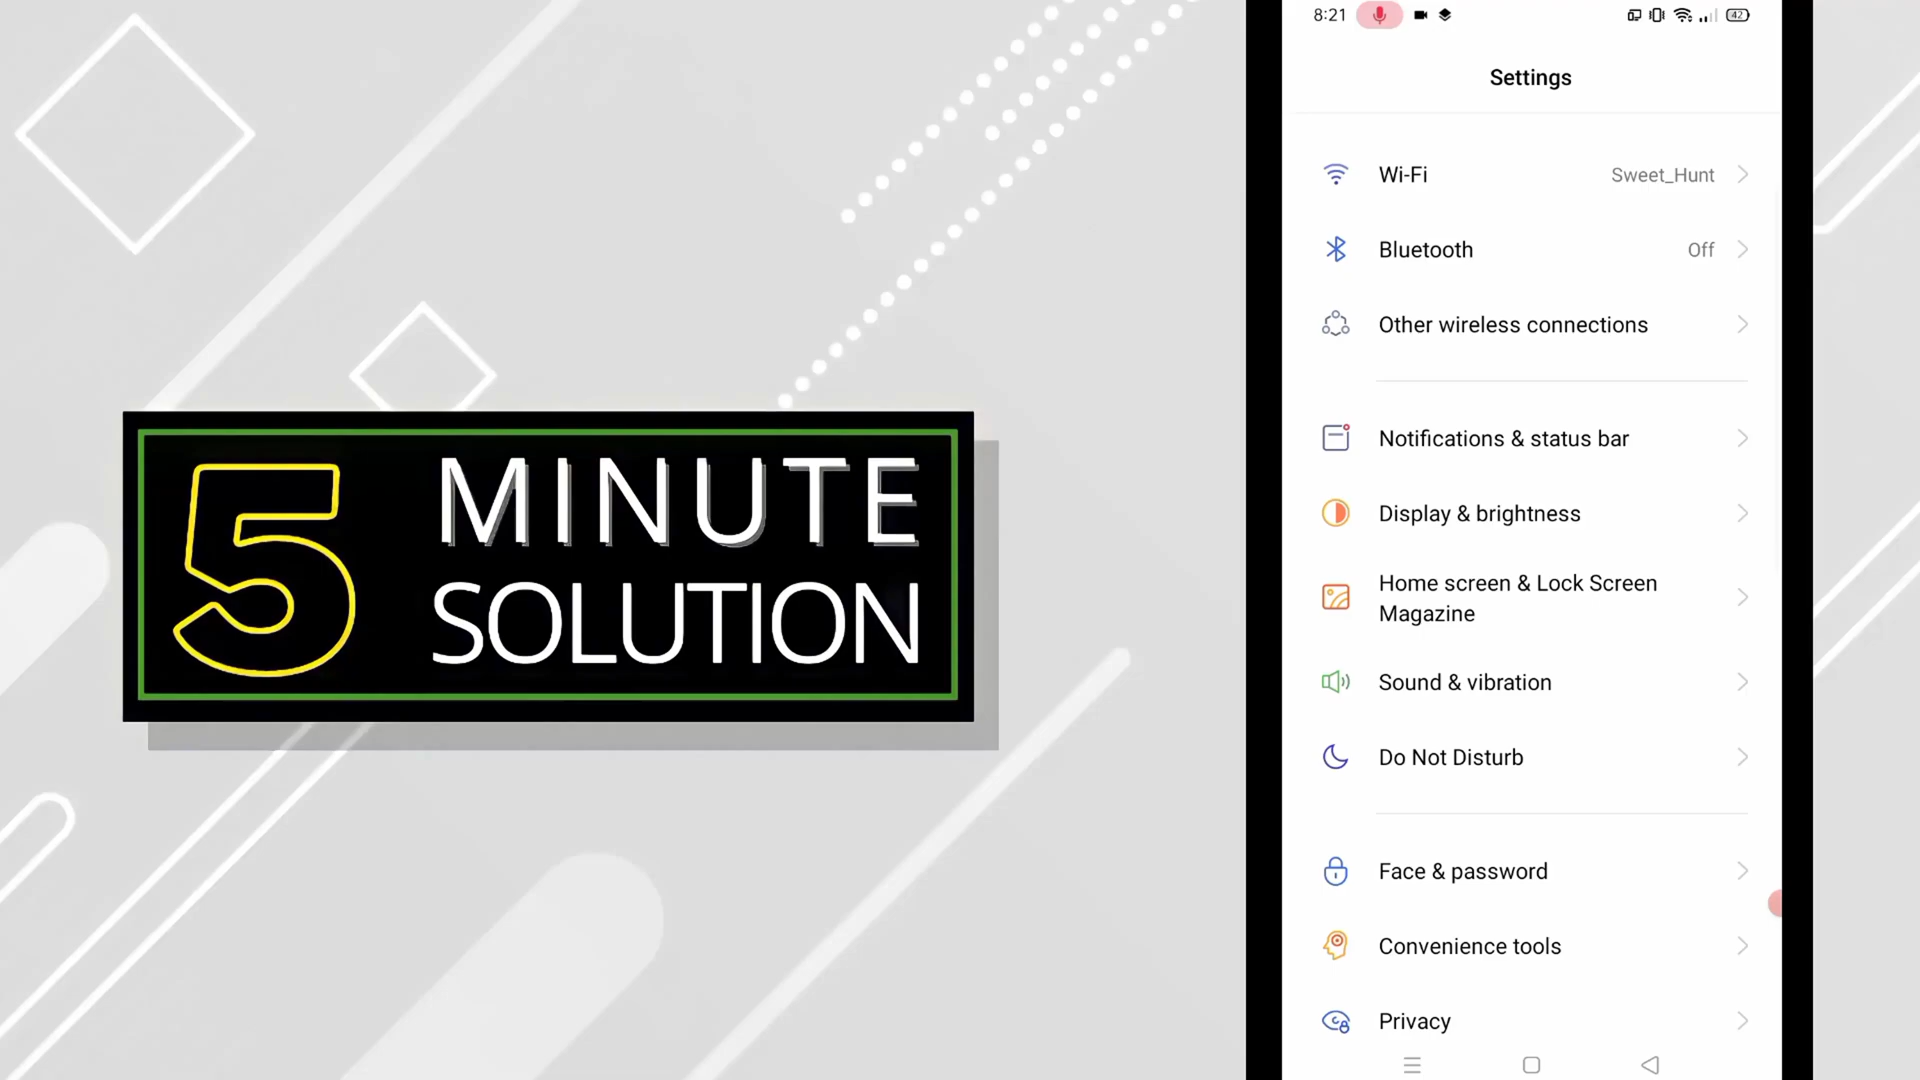 5 MINUTE
SOLUTION
8:21
42
Settings
Wi-Fi Sweet_Hunt
Bluetooth Off
Other wireless connections
Notifications & status bar
Display & brightness
Home screen & Lock Screen
Magazine
Sound & vibration
Do Not Disturb
Face & password
Convenience tools
Privacy